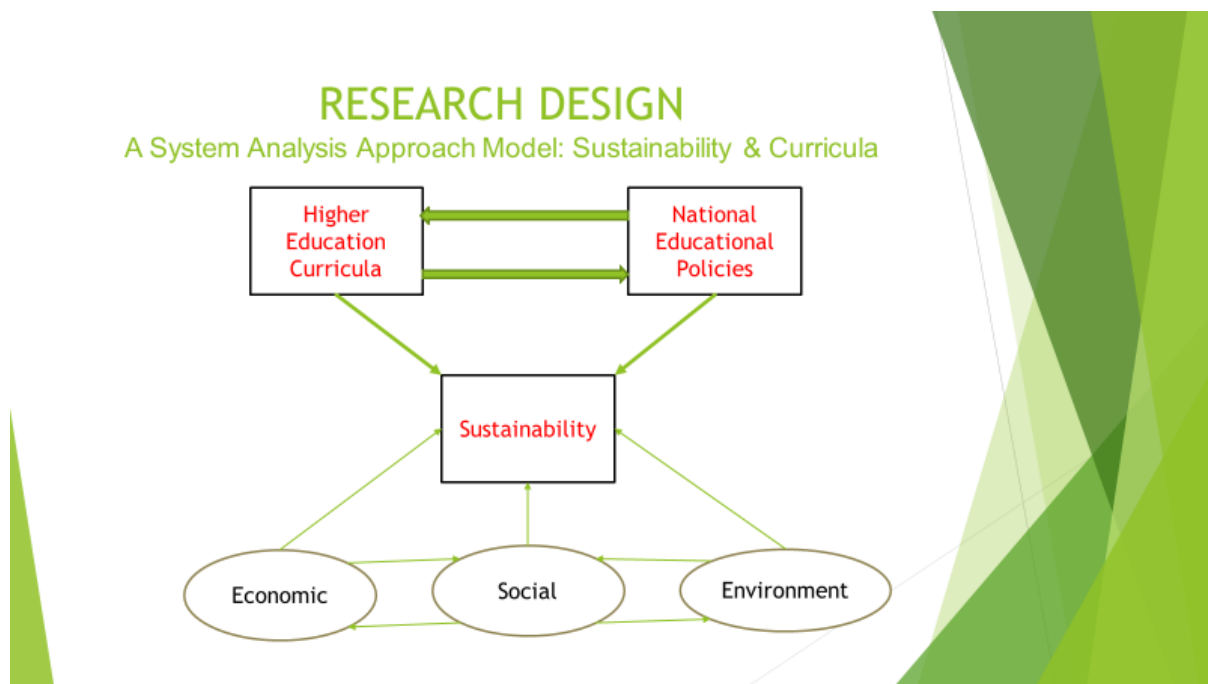 RESEARCH DESIGN
A System Analysis Approach Model: Sustainability & Curricula
Higher
Education
Curricula
National
Educational
Policies
Sustainability
Economic
Social
Environment